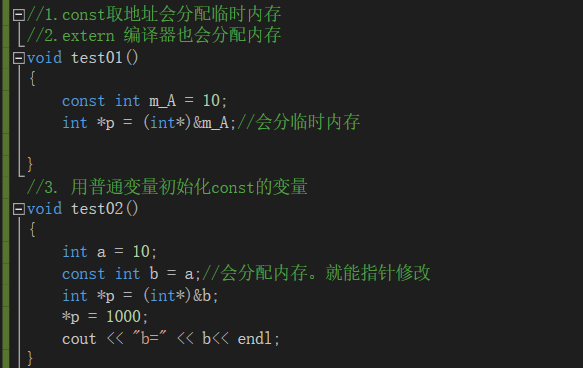 //1.const取地址会分配临时内存
//2.extern 编译器也会分配内存
void test01()
{
    const int m_A = 10;
    int *p = (int*)&m_A;//会分临时内存
}
//3. 用普通变量初始化const的变量
void test02()
{
    int a = 10;
    const int b = a;//会分配内存。就能指针修改
    int *p = (int*)&b;
    *p = 1000;
    cout << "b=" << b<< endl;
}